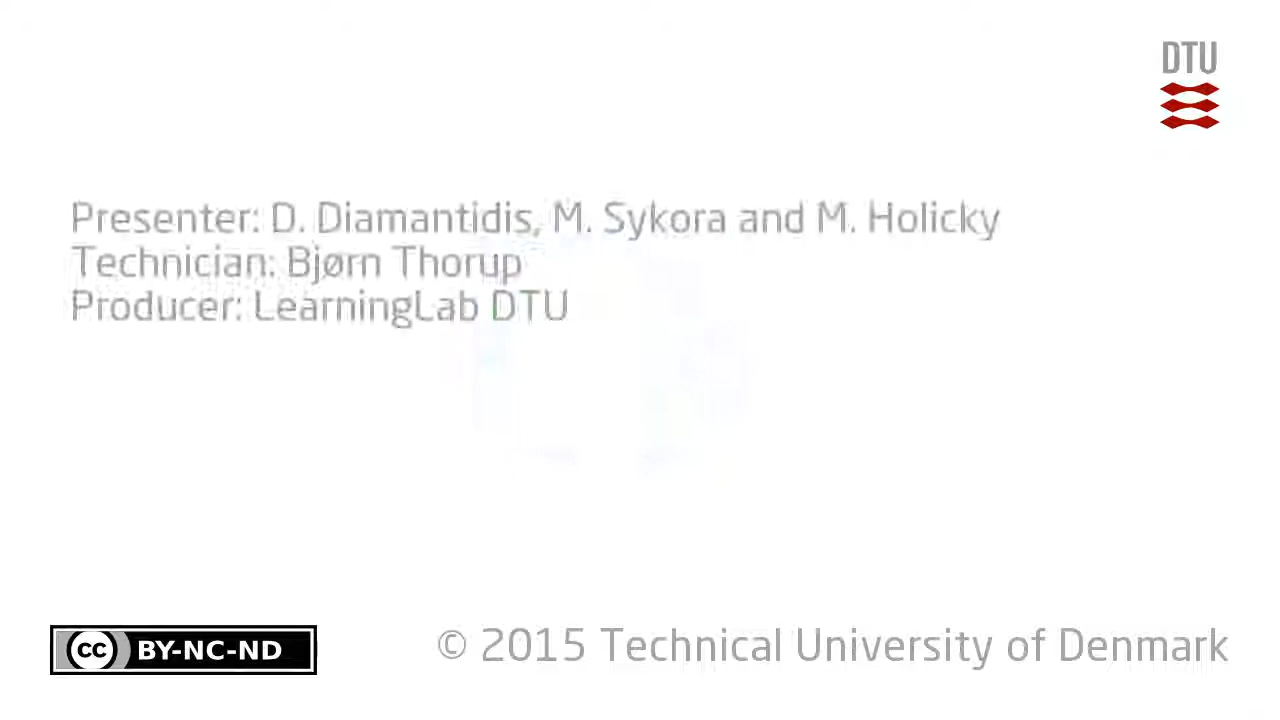 DTU
Presenter: D. Diamantidis, M. Sykora and M. Holicky
Technician: Bjørn Thorup
Producer: LearningLab DTU
cc BY-NC-ND
© 2015 Technical University of Denmark